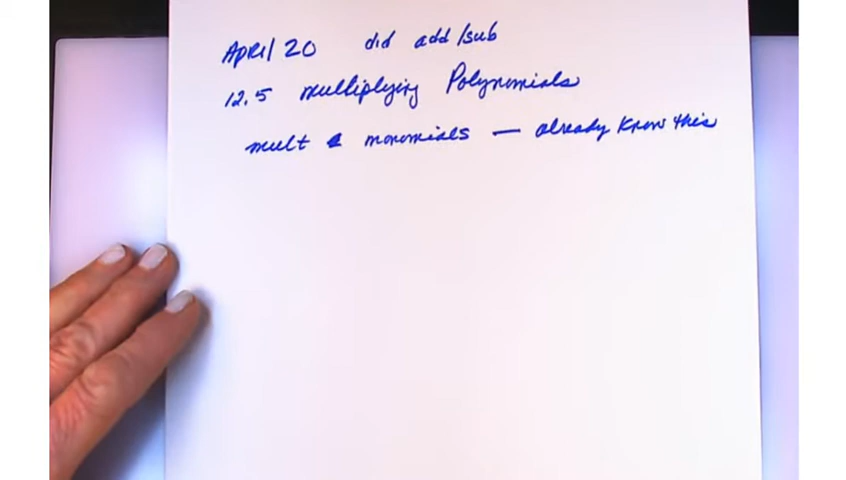 April 20 did add/sub
12.5 multiplying Polynomials
mult monomials — already know this